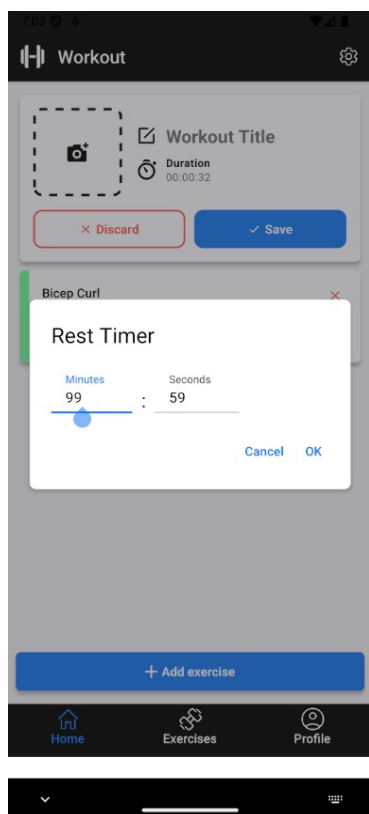 7:03
Workout
Workout Title
Duration
00:00:32
× Discard
✓ Save
Bicep Curl
×
Rest Timer
Minutes
Seconds
99 : 59
Cancel OK
+ Add exercise
Home
Exercises
Profile